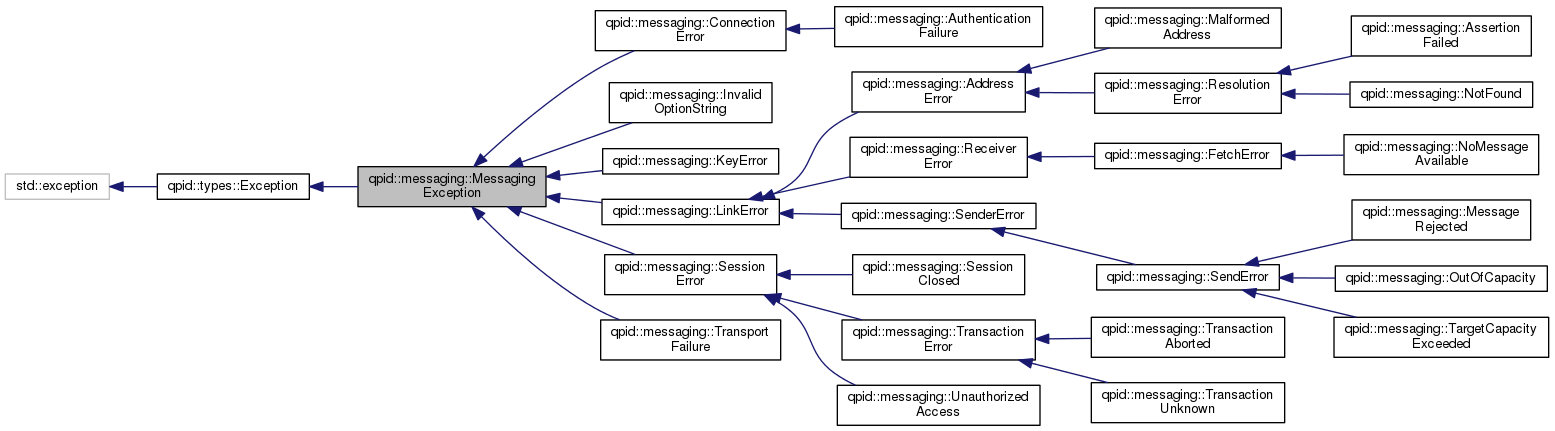 std::exception
qpid::types::Exception
qpid::messaging::Messaging
Exception
qpid::messaging::Connection
Error
qpid::messaging::Invalid
OptionString
qpid::messaging::KeyError
qpid::messaging::LinkError
qpid::messaging::Session
Error
qpid::messaging::Transport
Failure
qpid::messaging::Authentication
Failure
qpid::messaging::Address
Error
qpid::messaging::Receiver
Error
qpid::messaging::SenderError
qpid::messaging::Session
Closed
qpid::messaging::Transaction
Error
qpid::messaging::Unauthorized
Access
qpid::messaging::Malformed
Address
qpid::messaging::Resolution
Error
qpid::messaging::FetchError
qpid::messaging::SendError
qpid::messaging::Transaction
Aborted
qpid::messaging::Transaction
Unknown
qpid::messaging::Assertion
Failed
qpid::messaging::NotFound
qpid::messaging::NoMessage
Available
qpid::messaging::Message
Rejected
qpid::messaging::OutOfCapacity
qpid::messaging::TargetCapacity
Exceeded